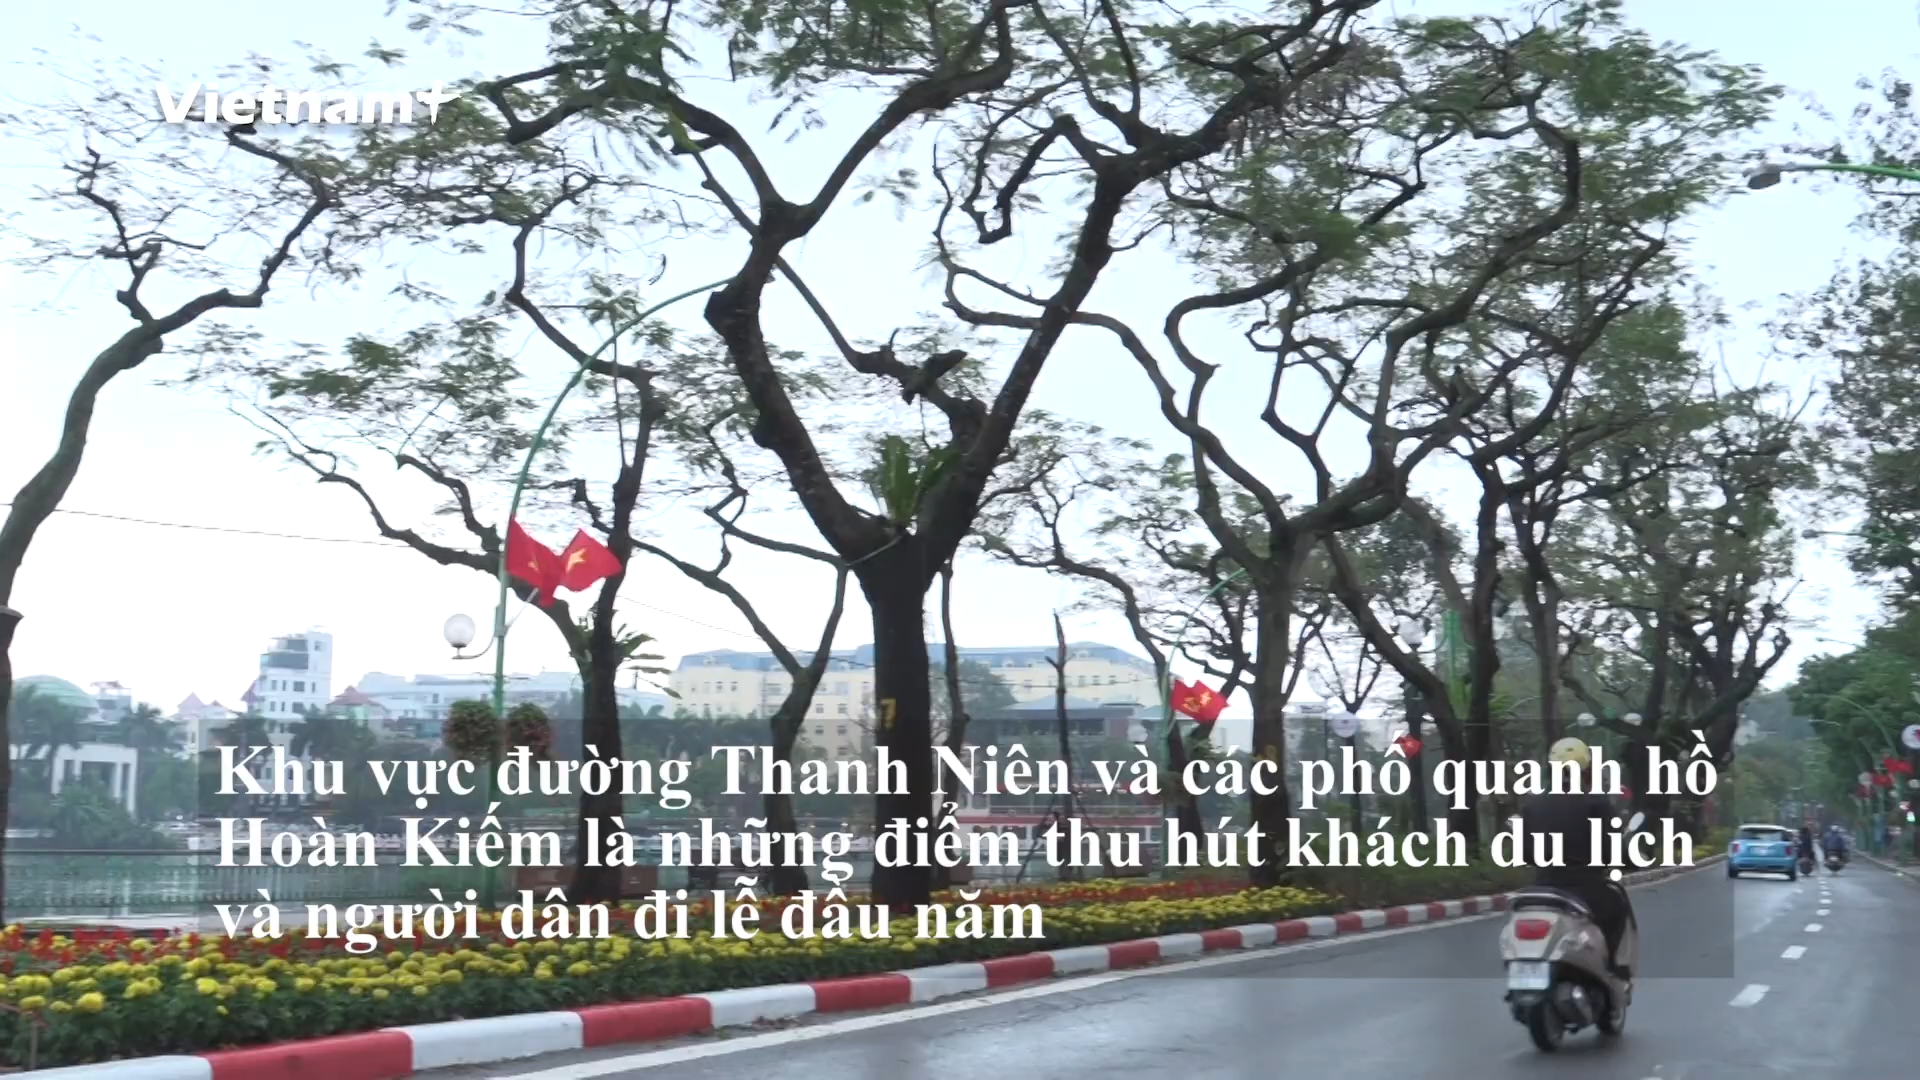 Vietnam+
Khu vực đường Thanh Niên và các phố quanh hồ
Hoàn Kiếm là những điểm thu hút khách du lịch
và người dân đi lễ đầu năm